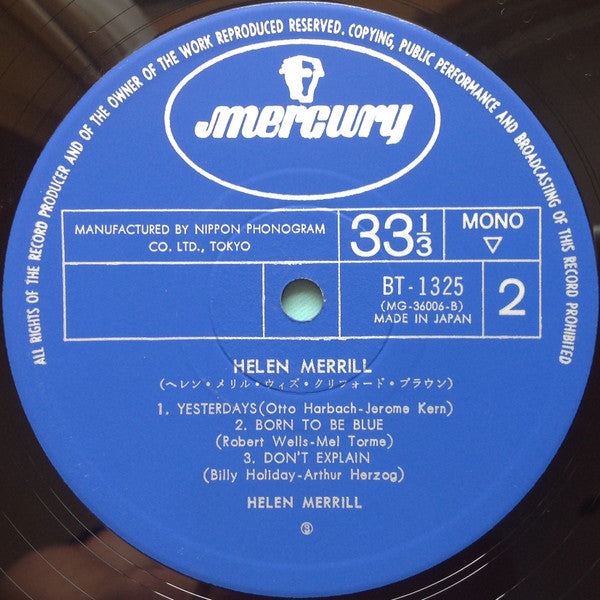 ALL RIGHTS OF THE RECORD PRODUCER AND OF THE OWNER OF THE WORK REPRODUCED RESERVED. COPYING, PUBLIC PERFORMANCE AND BROADCASTING OF THIS RECORD PROHIBITED
mercury
MANUFACTURED BY NIPPON PHONOGRAM
CO. LTD., TOKYO
33 1/3
MONO
▽
BT-1325
(MG-36006-B)
MADE IN JAPAN
2
HELEN MERRILL
(ヘレン・メリル・ウィズ・クリフォード・ブラウン)
1. YESTERDAYS(Otto Harbach-Jerome Kern)
2. BORN TO BE BLUE
(Robert Wells-Mel Torme)
3. DON'T EXPLAIN
(Billy Holiday-Arthur Herzog)
HELEN MERRILL
Ⓢ